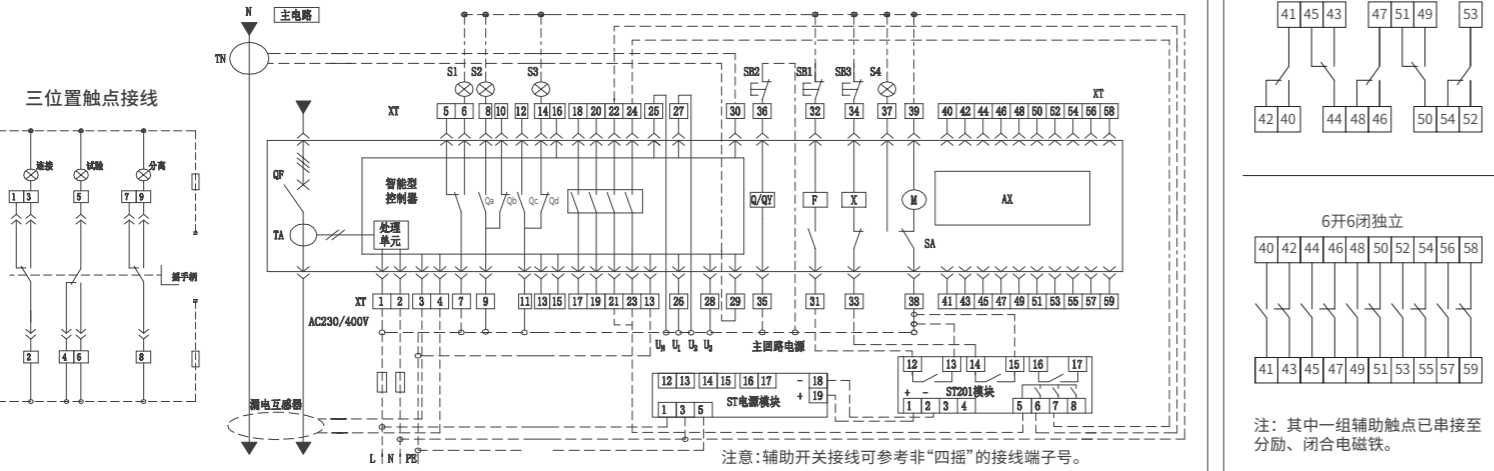 三位置触点接线
连接 试验 分离
1 3 5 7 9
摇手柄
2 4 6 8
N 主电路
TN
S1 S2 S3 SB2 SB1 SB3 S4
XT 5 6 8 10 12 14 16 18 20 22 24 25 27 30 36 32 34 37 39 40 42 44 46 48 50 52 54 56 58 XT
QF
智能型
控制器
Qa Qb Qc Qd
Q/QY F X M AX
处理
单元
TA
SA
XT 1 2 3 4 7 9 11 13 15 17 19 21 23 13 26 28 29 35 31 33 38 41 43 45 47 49 51 53 55 57 59
AC230/400V
UN U1 U2 U3 主回路电源
12 13 14 15 16 17 - 18
+ 19
ST电源模块
1 3 5
12 13 14 15 16 17
+ - ST201模块
1 2 3 4 5 6 7 8
漏电互感器
L N PE
注意:辅助开关接线可参考非“四摇”的接线端子号。
41 45 43 47 51 49 53
42 40 44 48 46 50 54 52
6开6闭独立
40 42 44 46 48 50 52 54 56 58
41 43 45 47 49 51 53 55 57 59
注：其中一组辅助触点已串接至
分励、闭合电磁铁。